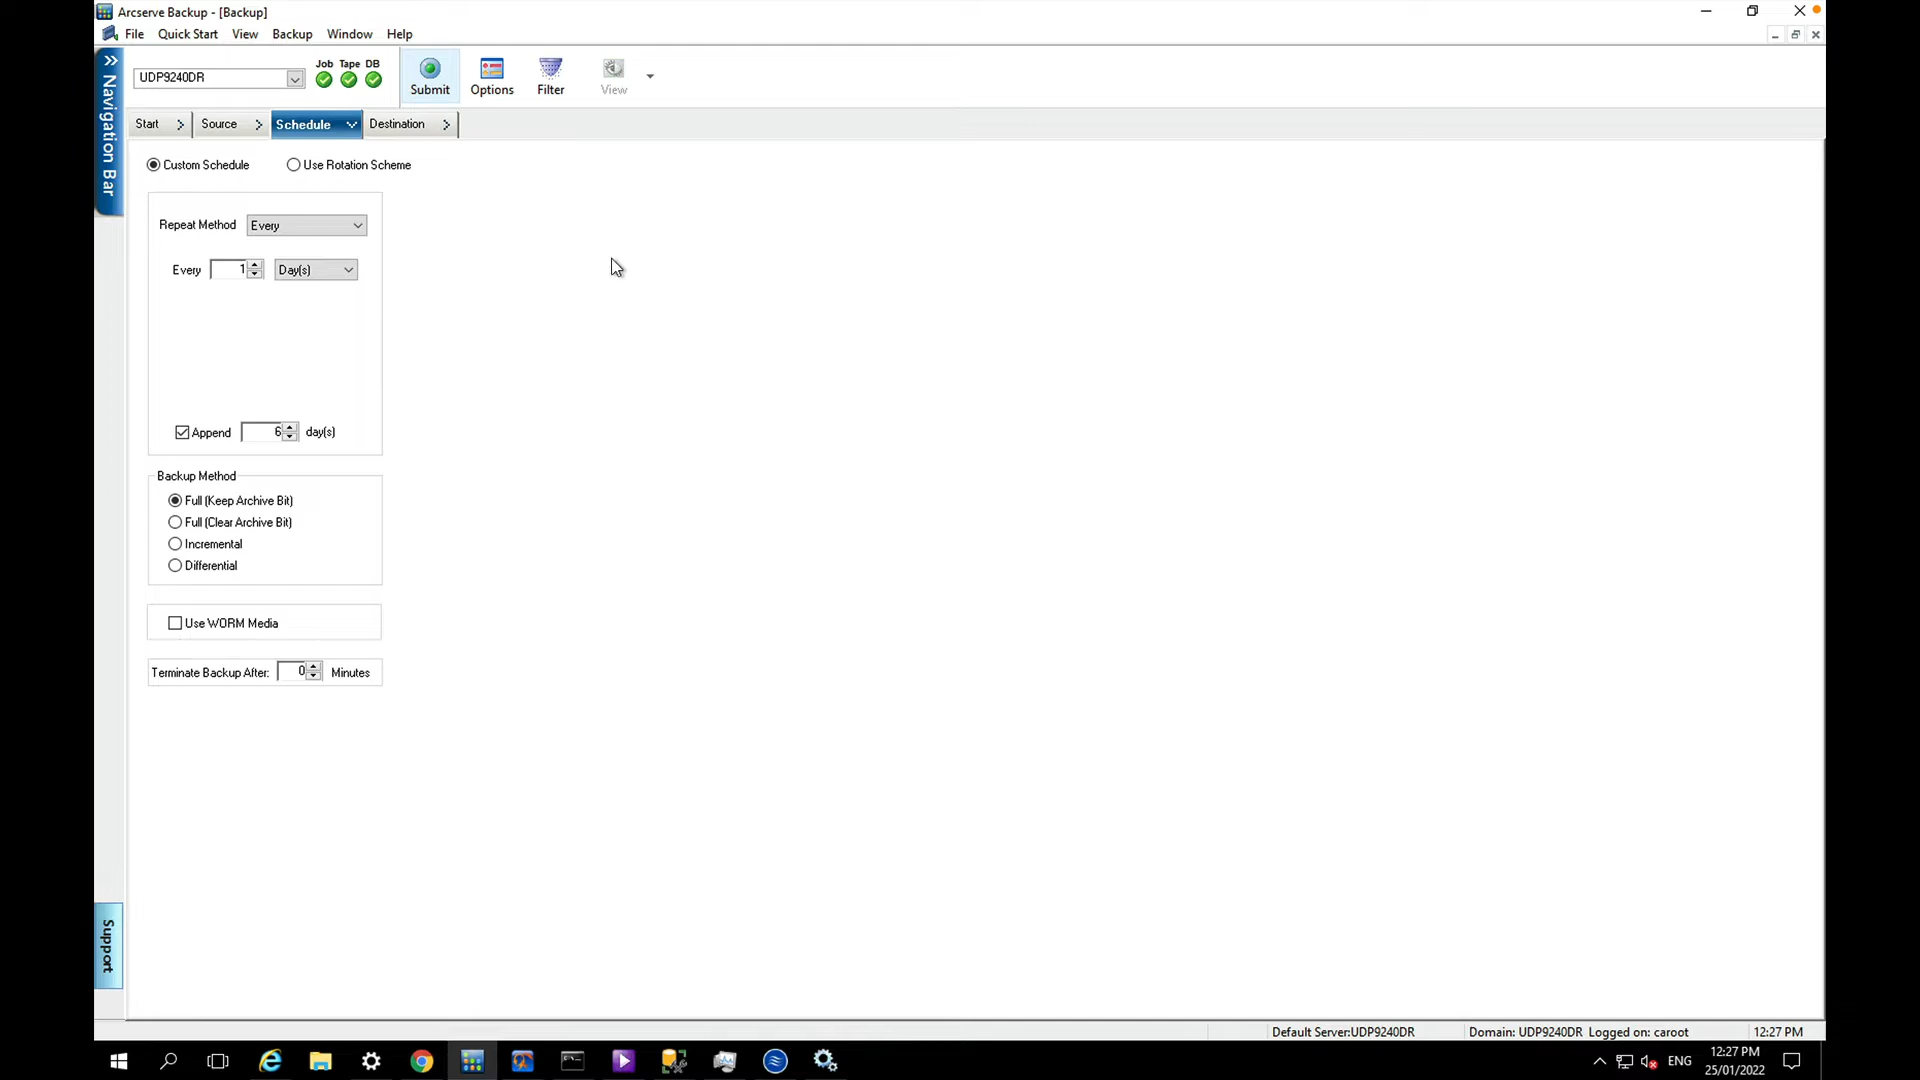 Arcserve Backup - [Backup]
File Quick Start View Backup Window Help
Navigation Bar
UDP9240DR
Job Tape DB
Submit Options Filter View
Start Source Schedule Destination
Custom Schedule Use Rotation Scheme
Repeat Method Every
Every 1 Day(s)
Append 6 day(s)
Backup Method
Full (Keep Archive Bit)
Full (Clear Archive Bit)
Incremental
Differential
Use WORM Media
Terminate Backup After: 0 Minutes
Support
Default Server:UDP9240DR Domain: UDP9240DR Logged on: caroot 12:27 PM
ENG 12:27 PM
25/01/2022